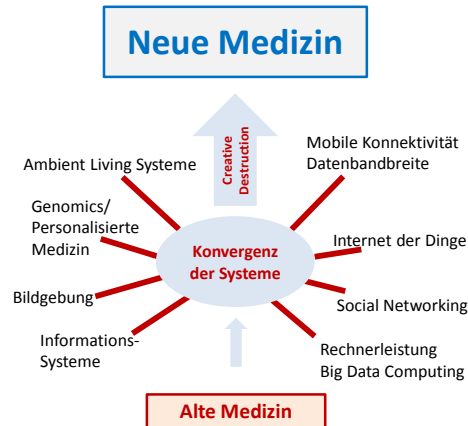 Neue Medizin
Creative
Destruction
Mobile Konnektivität
Datenbandbreite
Ambient Living Systeme
Genomics/
Personalisierte
Medizin
Konvergenz
der Systeme
Internet der Dinge
Bildgebung
Social Networking
Informations-
Systeme
Rechnerleistung
Big Data Computing
Alte Medizin